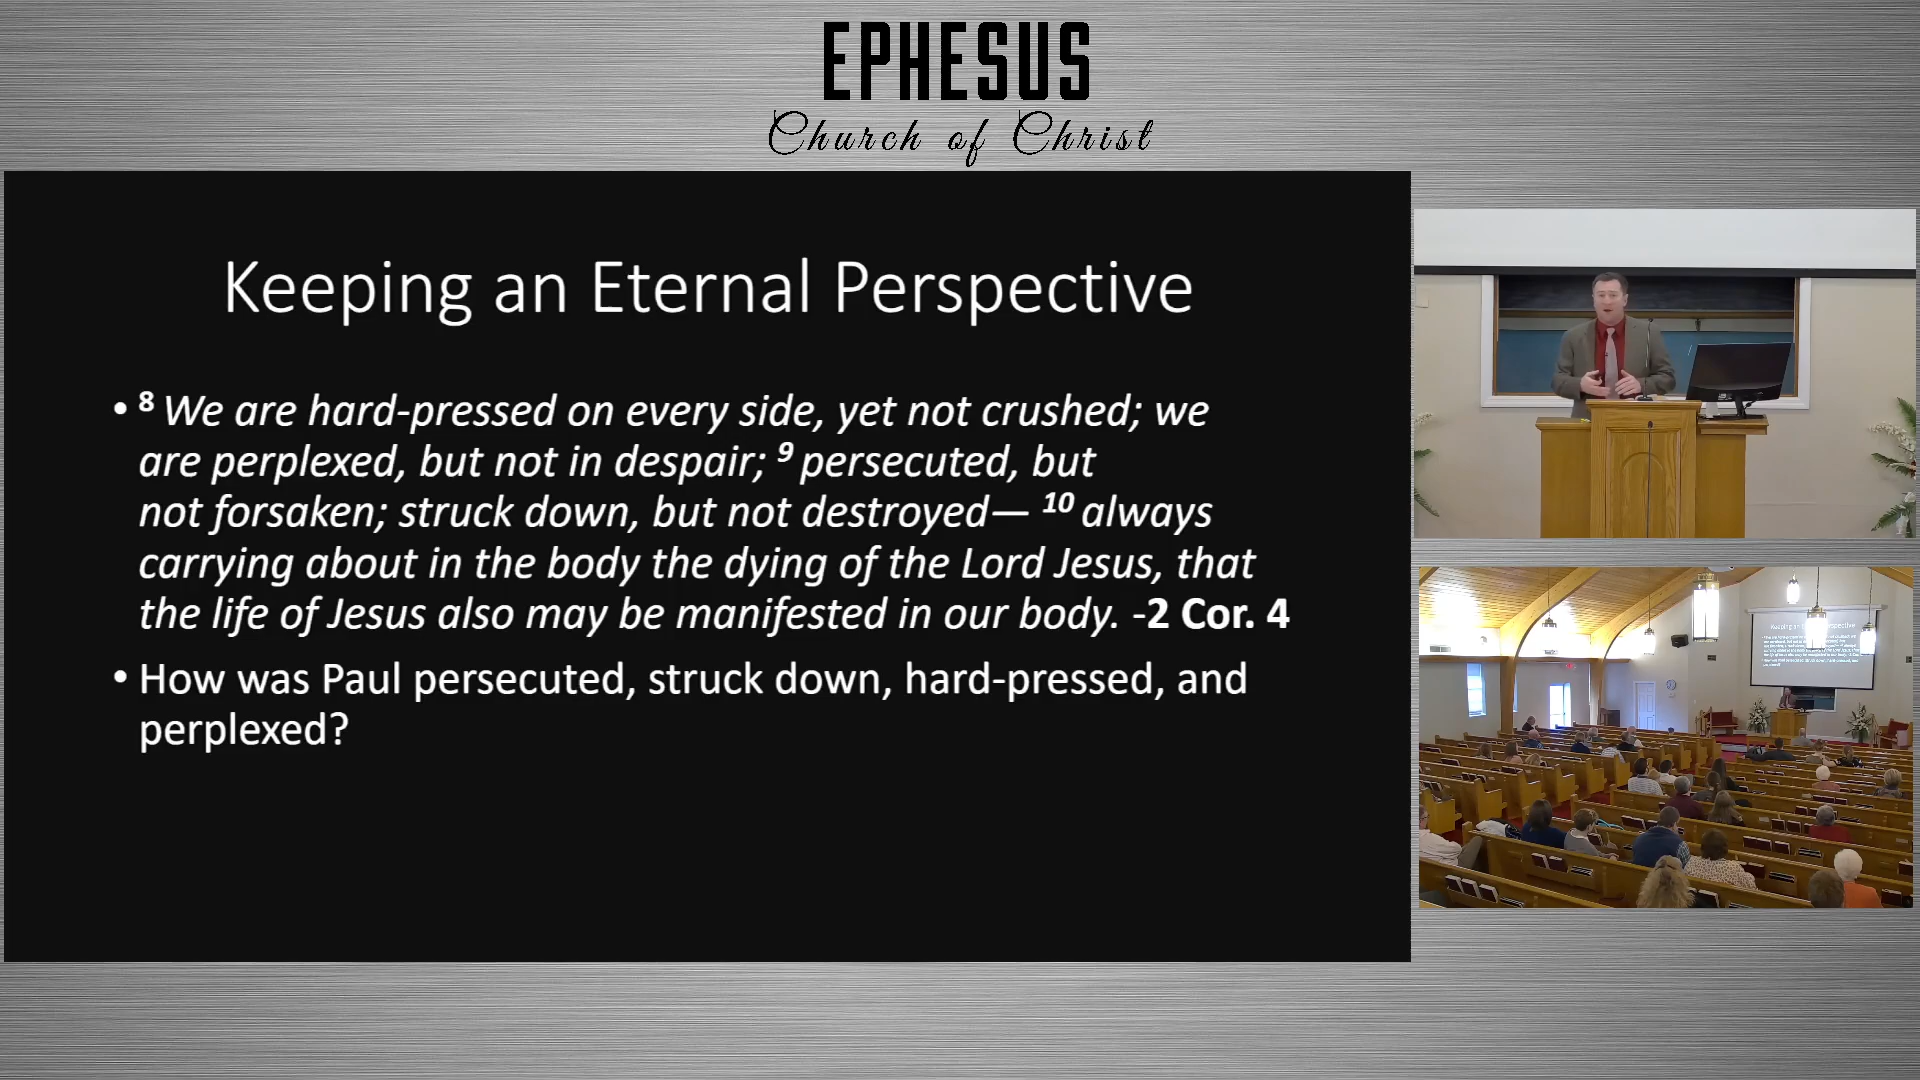 EPHESUS
Church of Christ
Keeping an Eternal Perspective
• 8 We are hard-pressed on every side, yet not crushed; we
are perplexed, but not in despair; 9 persecuted, but
not forsaken; struck down, but not destroyed— 10 always
carrying about in the body the dying of the Lord Jesus, that
the life of Jesus also may be manifested in our body. -2 Cor. 4
• How was Paul persecuted, struck down, hard-pressed, and
perplexed?